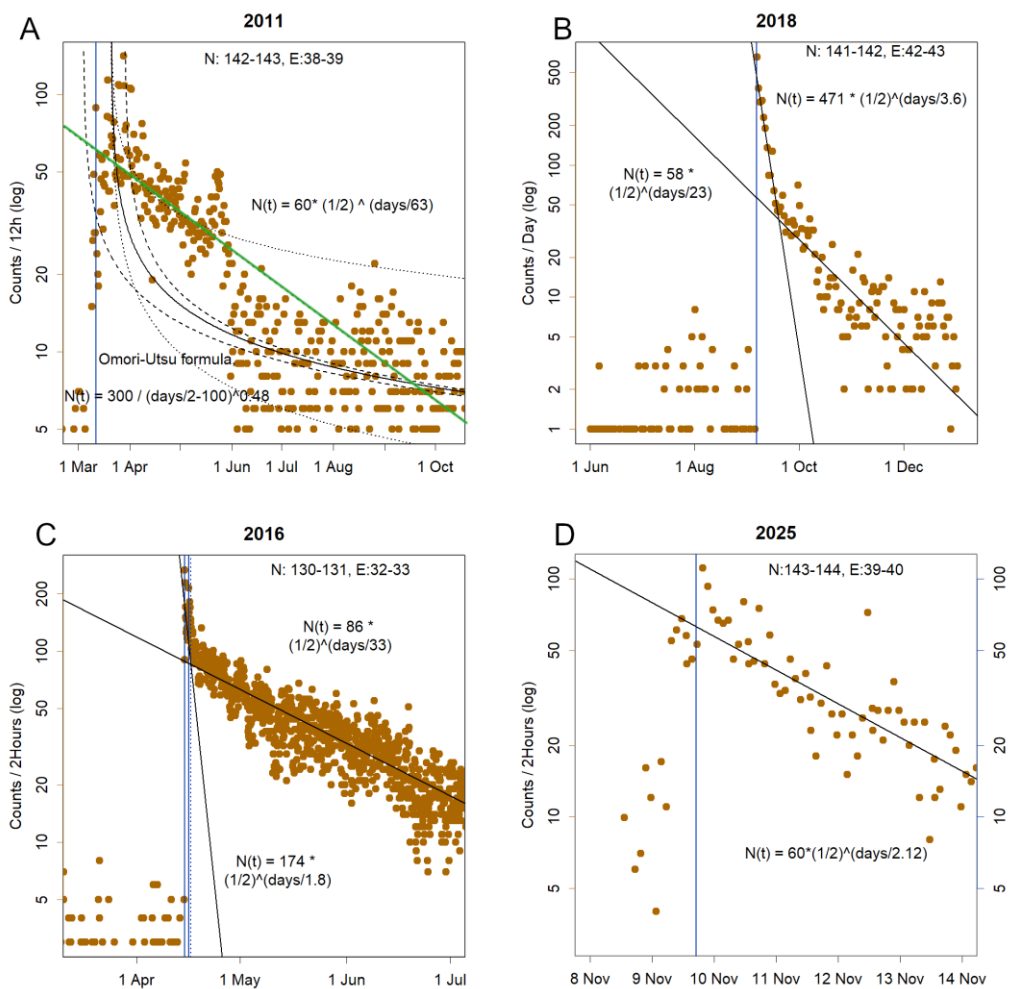 A
2011
N: 142-143, E:38-39
N(t) = 60* (1/2) ^ (days/63)
Omori-Utsu formula
N(t) = 300 / (days/2-100)^0.48
Counts / 12h (log)
100
50
20
10
5
1 Mar
1 Apr
1 Jun
1 Jul
1 Aug
1 Oct
B
2018
N: 141-142, E:42-43
N(t) = 471 * (1/2)^(days/3.6)
N(t) = 58 *
(1/2)^(days/23)
Counts / Day (log)
500
200
100
50
20
10
5
2
1
1 Jun
1 Aug
1 Oct
1 Dec
C
2016
N: 130-131, E:32-33
N(t) = 86 *
(1/2)^(days/33)
N(t) = 174 *
(1/2)^(days/1.8)
Counts / 2Hours (log)
200
100
50
20
10
5
1 Apr
1 May
1 Jun
1 Jul
D
2025
N:143-144, E:39-40
N(t) = 60*(1/2)^(days/2.12)
Counts / 2Hours (log)
100
50
20
10
5
100
50
20
10
5
8 Nov
9 Nov
10 Nov
11 Nov
12 Nov
13 Nov
14 Nov